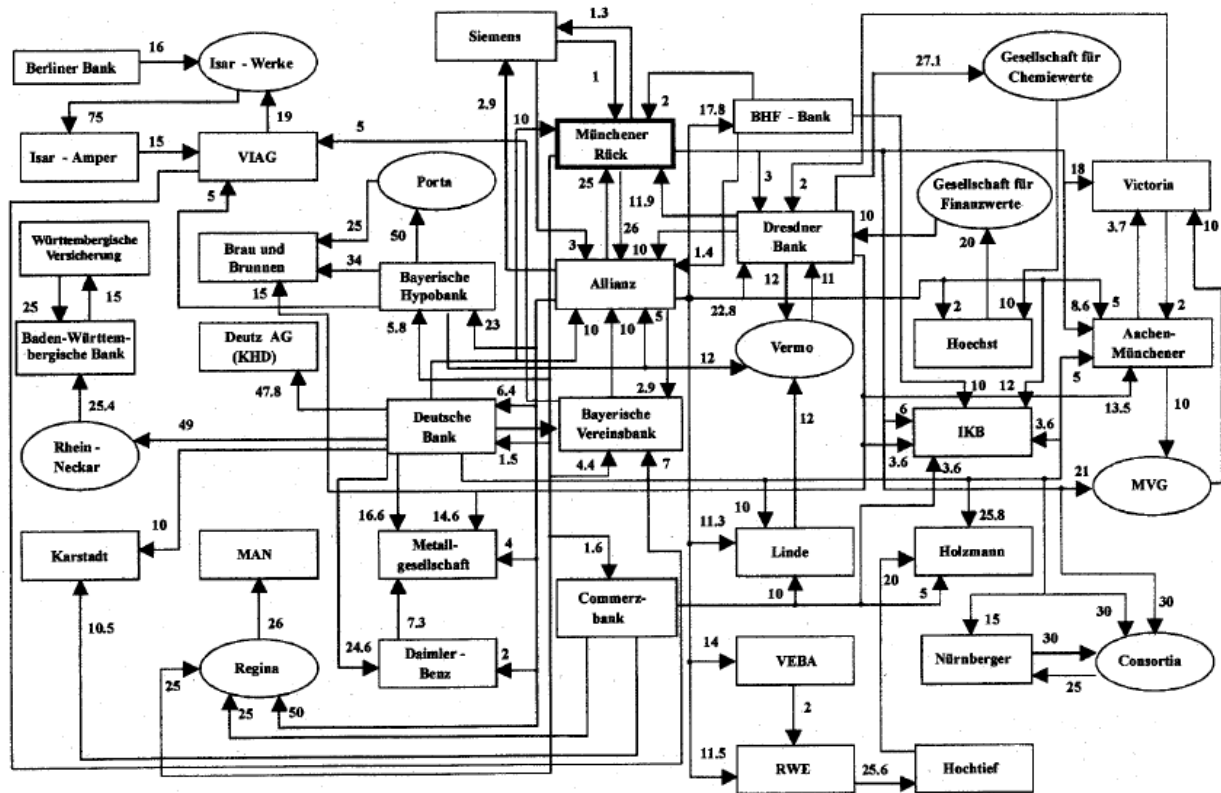 1.3
Siemens
16
Berliner Bank
Isar - Werke
27.1
Gesellschaft für
Chemiewerte
1
2
2.9
75
19
5
10
17.8
BHF - Bank
Isar - Amper
15
VIAG
Münchener
Rück
Porta
5
25
3
2
18
Victoria
Gesellschaft für
Finanzwerte
11.9
10
10
25
50
Württembergische
Versicherung
Brau und
Brunnen
34
26
Dresdner
Bank
20
3.7
3
10
1.4
15
Bayerische
Hypobank
Allianz
12
11
25
15
2
10
8.6
5
2
5.8
23
10
10
5
22.8
Baden-Württem-
bergische Bank
Deutz AG
(KHD)
Vermo
Hoechst
Aachen-
Münchener
12
5
47.8
6.4
2.9
10
12
13.5
25.4
Deutsche
Bank
Bayerische
Vereinsbank
12
10
49
6
IKB
3.6
Rhein -
Neckar
1.5
4.4
7
3.6
3.6
21
MVG
16.6
14.6
10
25.8
10
11.3
Karstadt
MAN
Metall-
gesellschaft
4
1.6
Linde
Holzmann
20
10.5
26
7.3
Commerz-
bank
10
5
30
30
24.6
15
30
25
Regina
Daimler -
Benz
2
14
VEBA
Nürnberger
Consortia
25
25
50
2
11.5
RWE
25.6
Hochtief